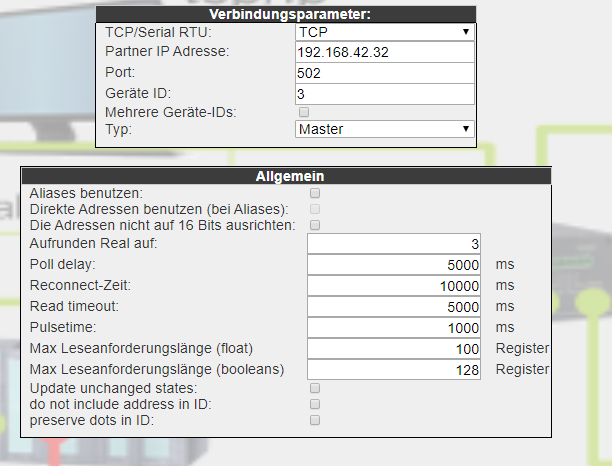 Verbindungsparameter:
TCP/Serial RTU: TCP
Partner IP Adresse: 192.168.42.32
Port: 502
Geräte ID: 3
Mehrere Geräte-IDs:
Typ: Master
Allgemein
Aliases benutzen:
Direkte Adressen benutzen (bei Aliases):
Die Adressen nicht auf 16 Bits ausrichten:
Aufrunden Real auf: 3
Poll delay: 5000 ms
Reconnect-Zeit: 10000 ms
Read timeout: 5000 ms
Pulsetime: 1000 ms
Max Leseanforderungslänge (float) 100 Register
Max Leseanforderungslänge (booleans) 128 Register
Update unchanged states:
do not include address in ID:
preserve dots in ID: